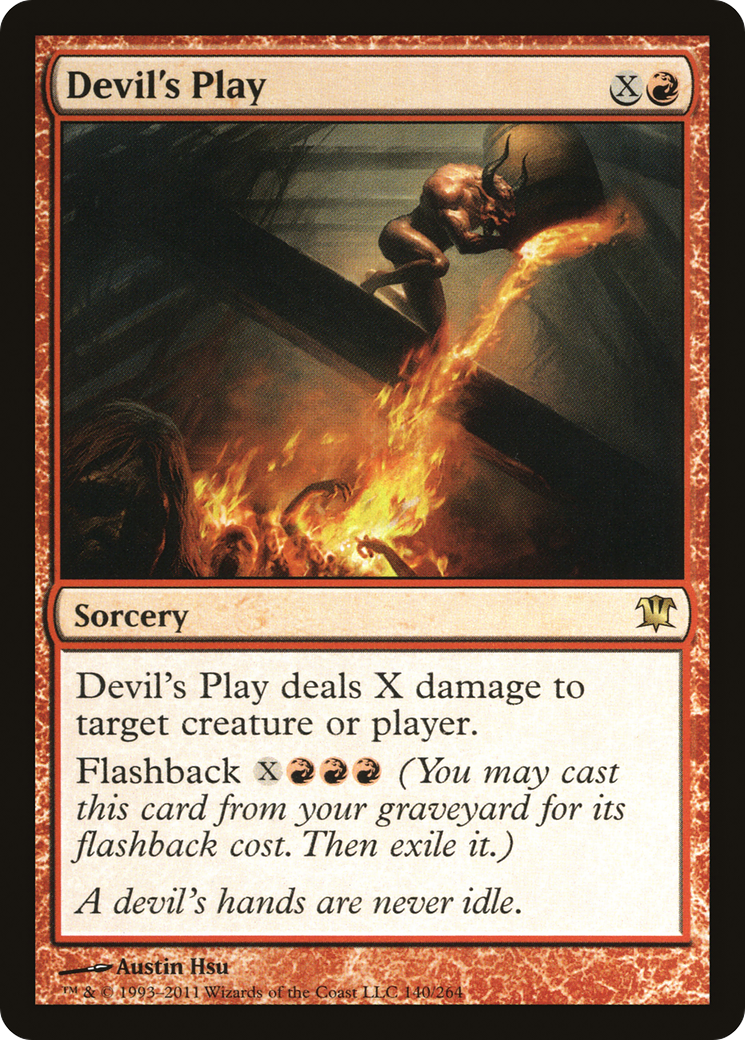 Devil's Play X
Sorcery
Devil's Play deals X damage to
target creature or player.
Flashback X (You may cast
this card from your graveyard for its
flashback cost. Then exile it.)
A devil's hands are never idle.
Austin Hsu
™ & © 1993–2011 Wizards of the Coast LLC 140/264